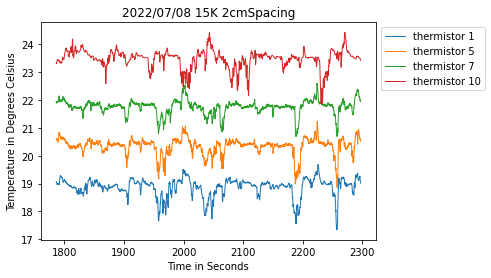 2022/07/08 15K 2cmSpacing
Temperature in Degrees Celsius
24
23
22
21
20
19
18
17
1800
1900
2000
2100
2200
2300
Time in Seconds
thermistor 1
thermistor 5
thermistor 7
thermistor 10